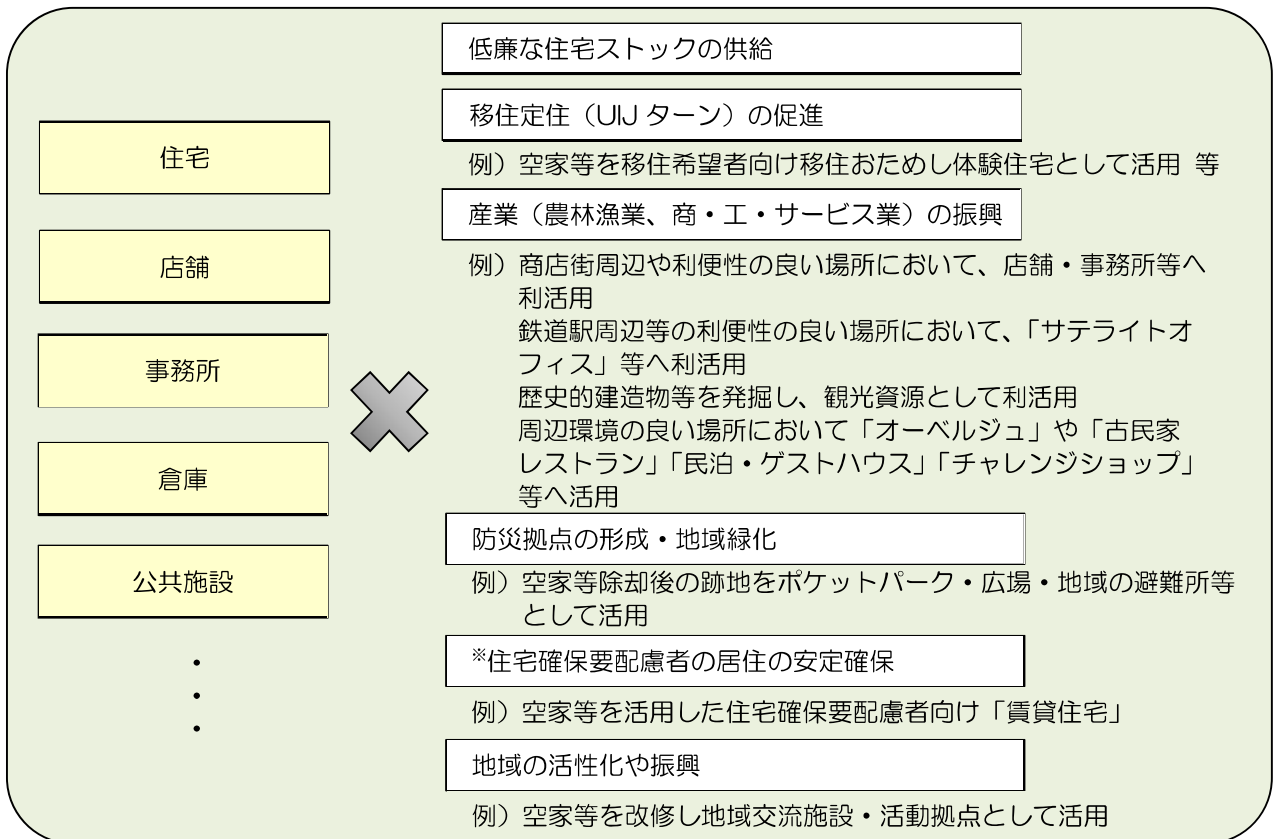 住宅
店舗
事務所
倉庫
公共施設
・
・
・
低廉な住宅ストックの供給
移住定住（UIJ ターン）の促進
例）空家等を移住希望者向け移住おためし体験住宅として活用 等
産業（農林漁業、商・工・サービス業）の振興
例）商店街周辺や利便性の良い場所において、店舗・事務所等へ
利活用
鉄道駅周辺等の利便性の良い場所において、「サテライトオ
フィス」等へ利活用
歴史的建造物等を発掘し、観光資源として利活用
周辺環境の良い場所において「オーベルジュ」や「古民家
レストラン」「民泊・ゲストハウス」「チャレンジショップ」
等へ活用
防災拠点の形成・地域緑化
例）空家等除却後の跡地をポケットパーク・広場・地域の避難所等
として活用
※住宅確保要配慮者の居住の安定確保
例）空家等を活用した住宅確保要配慮者向け「賃貸住宅」
地域の活性化や振興
例）空家等を改修し地域交流施設・活動拠点として活用